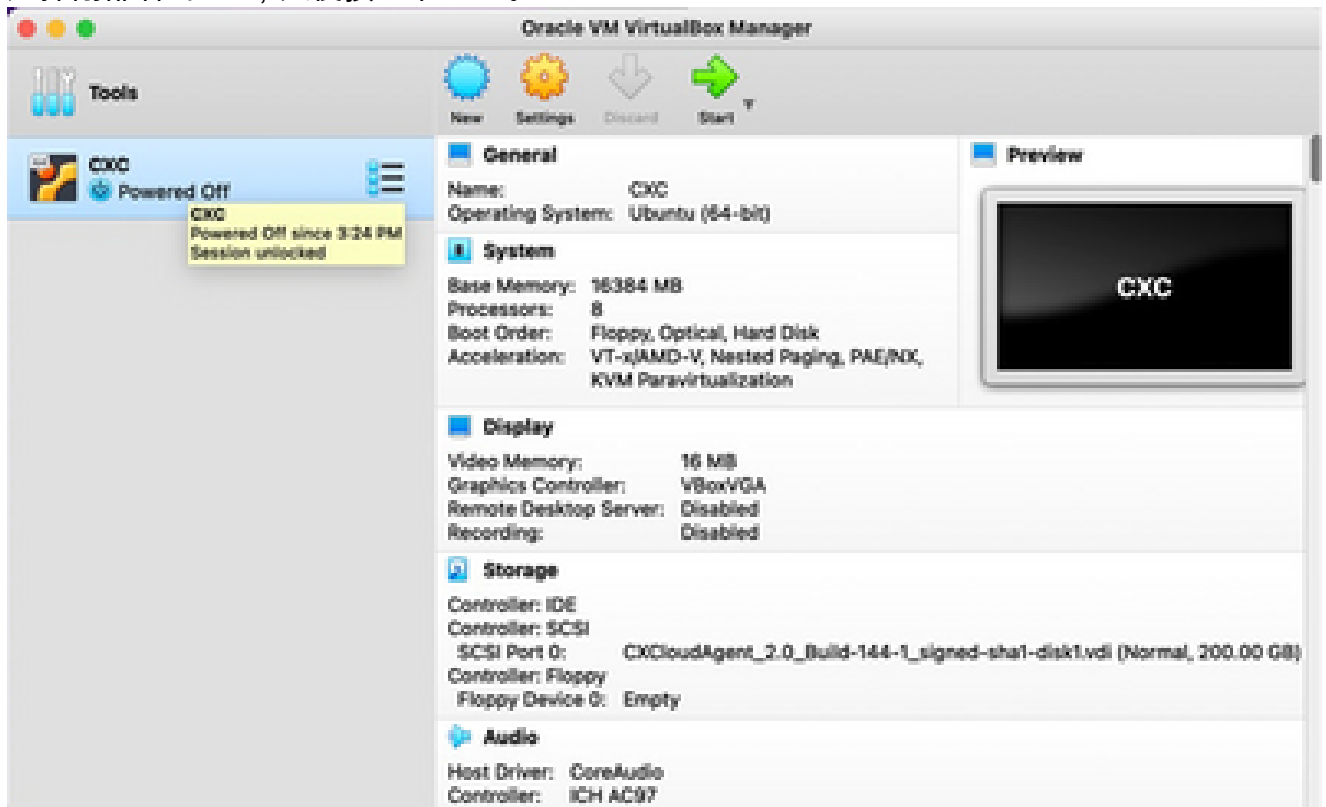 Oracle VM VirtualBox Manager
Tools
New Settings Discard Start
CXC
Powered Off
CXC
Powered Off since 3:24 PM
Session unlocked
General
Name: CXC
Operating System: Ubuntu (64-bit)
System
Base Memory: 16384 MB
Processors: 8
Boot Order: Floppy, Optical, Hard Disk
Acceleration: VT-x/AMD-V, Nested Paging, PAE/NX,
KVM Paravirtualization
Preview
CXC
Display
Video Memory: 16 MB
Graphics Controller: VBoxVGA
Remote Desktop Server: Disabled
Recording: Disabled
Storage
Controller: IDE
Controller: SCSI
SCSI Port 0: CXCloudAgent_2.0_Build-144-1_signed-sha1-disk1.vdi (Normal, 200.00 GB)
Controller: Floppy
Floppy Device 0: Empty
Audio
Host Driver: CoreAudio
Controller: ICH AC97